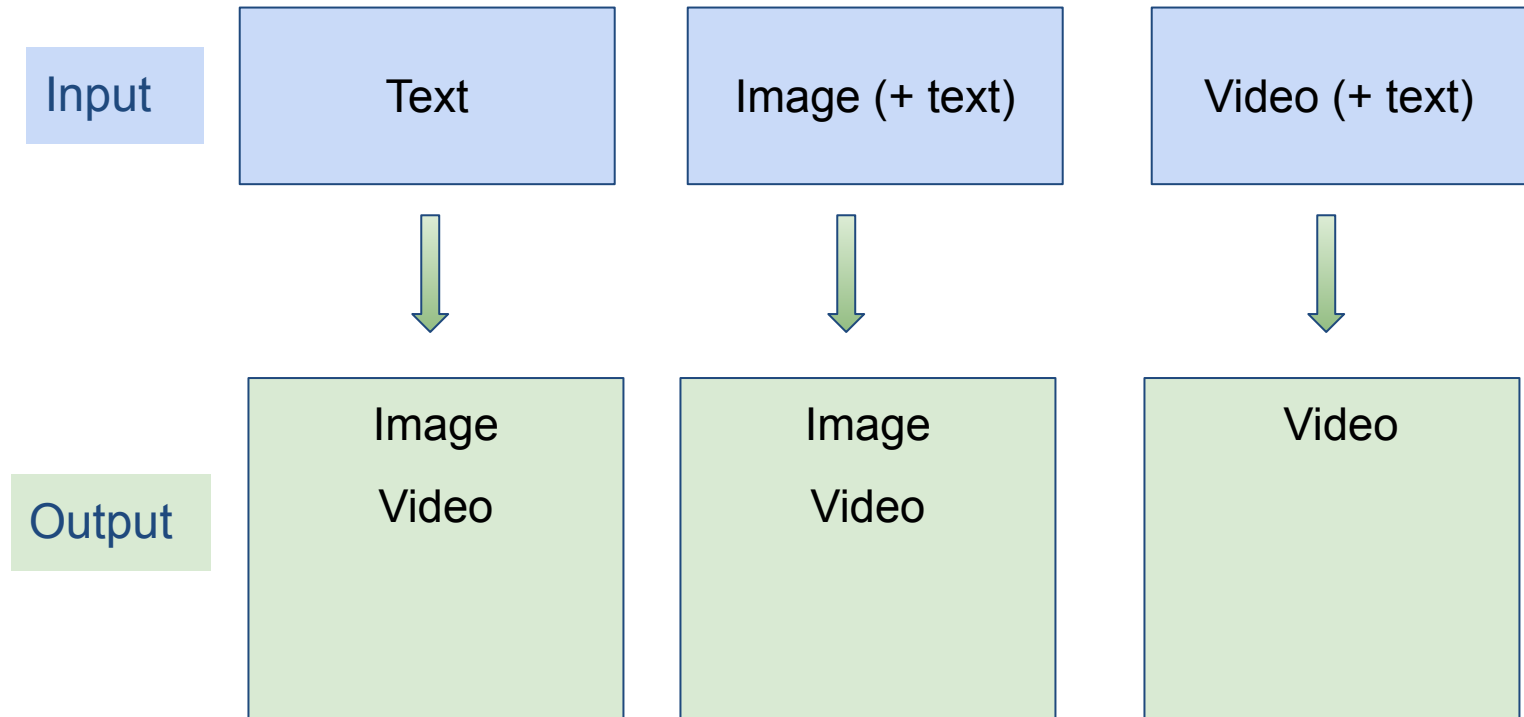 Input
Text
Image (+ text)
Video (+ text)
Output
Image
Video
Image
Video
Video